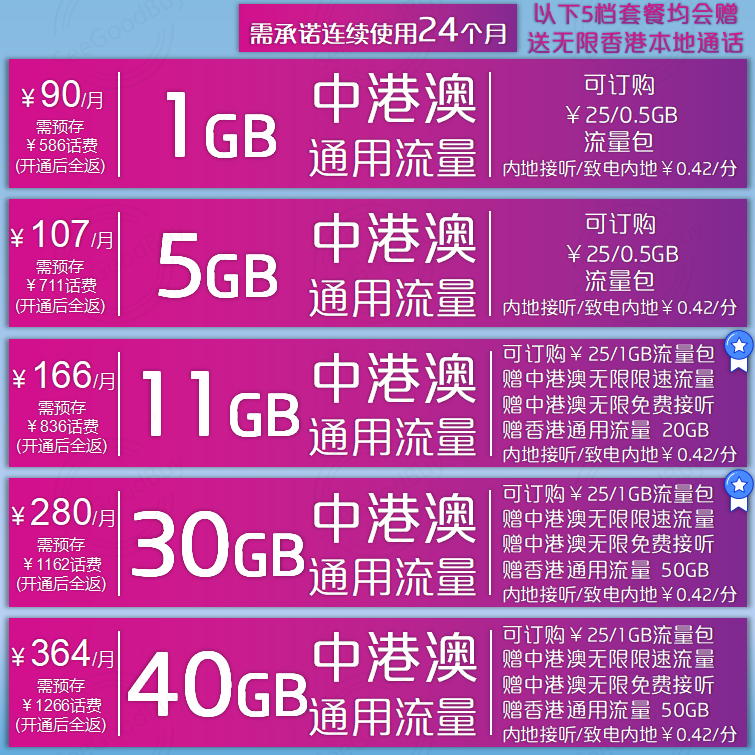 需承诺连续使用24个月
以下5档套餐均会赠
送无限香港本地通话
￥90/月
需预存
￥586话费
(开通后全返)
1GB
中港澳
通用流量
可订购
￥25/0.5GB
流量包
内地接听/致电内地￥0.42/分
￥107/月
需预存
￥711话费
(开通后全返)
5GB
中港澳
通用流量
可订购
￥25/0.5GB
流量包
内地接听/致电内地￥0.42/分
￥166/月
需预存
￥836话费
(开通后全返)
11GB
中港澳
通用流量
可订购￥25/1GB流量包
赠中港澳无限限速流量
赠中港澳无限免费接听
赠香港通用流量 20GB
内地接听/致电内地￥0.42/分
￥280/月
需预存
￥1162话费
(开通后全返)
30GB
中港澳
通用流量
可订购￥25/1GB流量包
赠中港澳无限限速流量
赠中港澳无限免费接听
赠香港通用流量 50GB
内地接听/致电内地￥0.42/分
￥364/月
需预存
￥1266话费
(开通后全返)
40GB
中港澳
通用流量
可订购￥25/1GB流量包
赠中港澳无限限速流量
赠中港澳无限免费接听
赠香港通用流量 50GB
内地接听/致电内地￥0.42/分